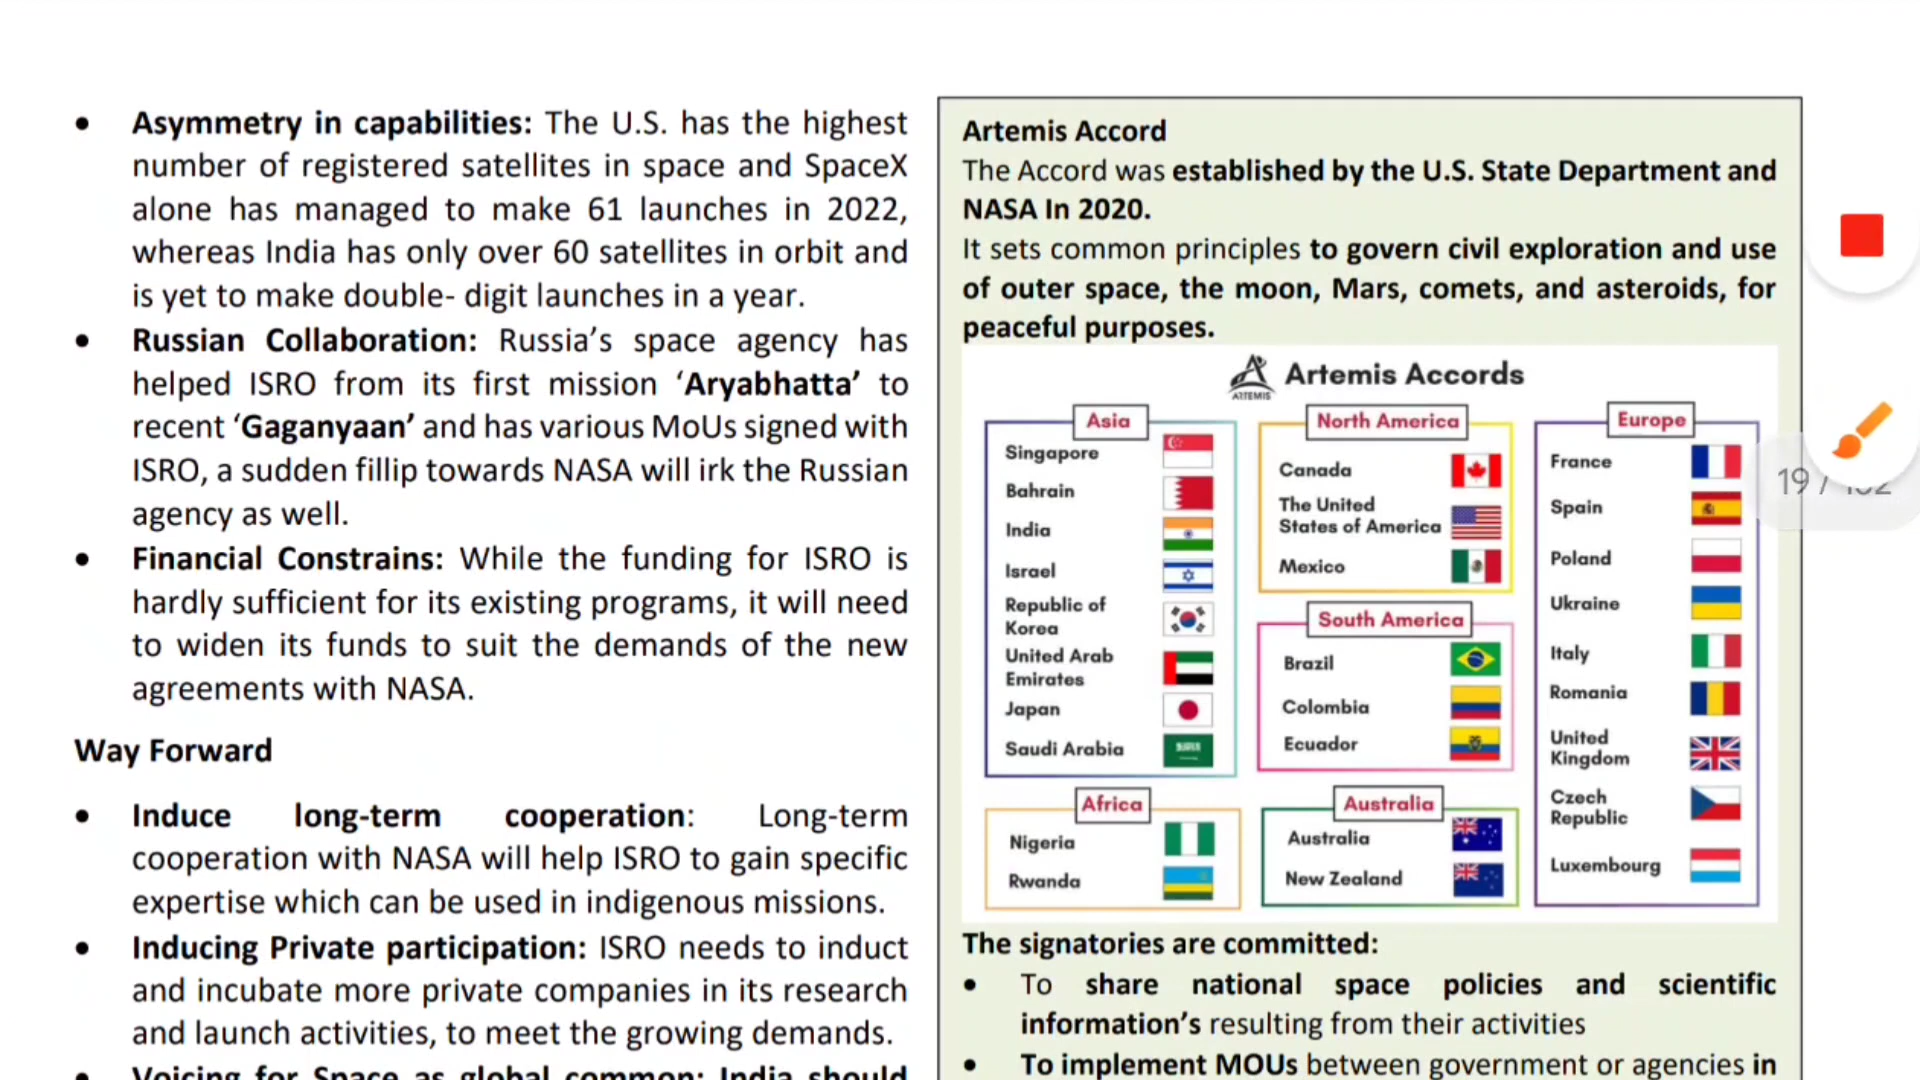 • Asymmetry in capabilities: The U.S. has the highest
number of registered satellites in space and SpaceX
alone has managed to make 61 launches in 2022,
whereas India has only over 60 satellites in orbit and
is yet to make double- digit launches in a year.
• Russian Collaboration: Russia’s space agency has
helped ISRO from its first mission ‘Aryabhatta’ to
recent ‘Gaganyaan’ and has various MoUs signed with
ISRO, a sudden fillip towards NASA will irk the Russian
agency as well.
• Financial Constrains: While the funding for ISRO is
hardly sufficient for its existing programs, it will need
to widen its funds to suit the demands of the new
agreements with NASA.
Way Forward
• Induce long-term cooperation: Long-term
cooperation with NASA will help ISRO to gain specific
expertise which can be used in indigenous missions.
• Inducing Private participation: ISRO needs to induct
and incubate more private companies in its research
and launch activities, to meet the growing demands.
• Voicing for Space as global common: India should
Artemis Accord
The Accord was established by the U.S. State Department and
NASA In 2020.
It sets common principles to govern civil exploration and use
of outer space, the moon, Mars, comets, and asteroids, for
peaceful purposes.
ARTEMIS
Artemis Accords
Asia
Singapore
Bahrain
India
Israel
Republic of
Korea
United Arab
Emirates
Japan
Saudi Arabia
North America
Canada
The United
States of America
Mexico
South America
Brazil
Colombia
Ecuador
Europe
France
Spain
Poland
Ukraine
Italy
Romania
United
Kingdom
Czech
Republic
Luxembourg
Africa
Nigeria
Rwanda
Australia
Australia
New Zealand
The signatories are committed:
• To share national space policies and scientific
information’s resulting from their activities
• To implement MOUs between government or agencies in
19 /